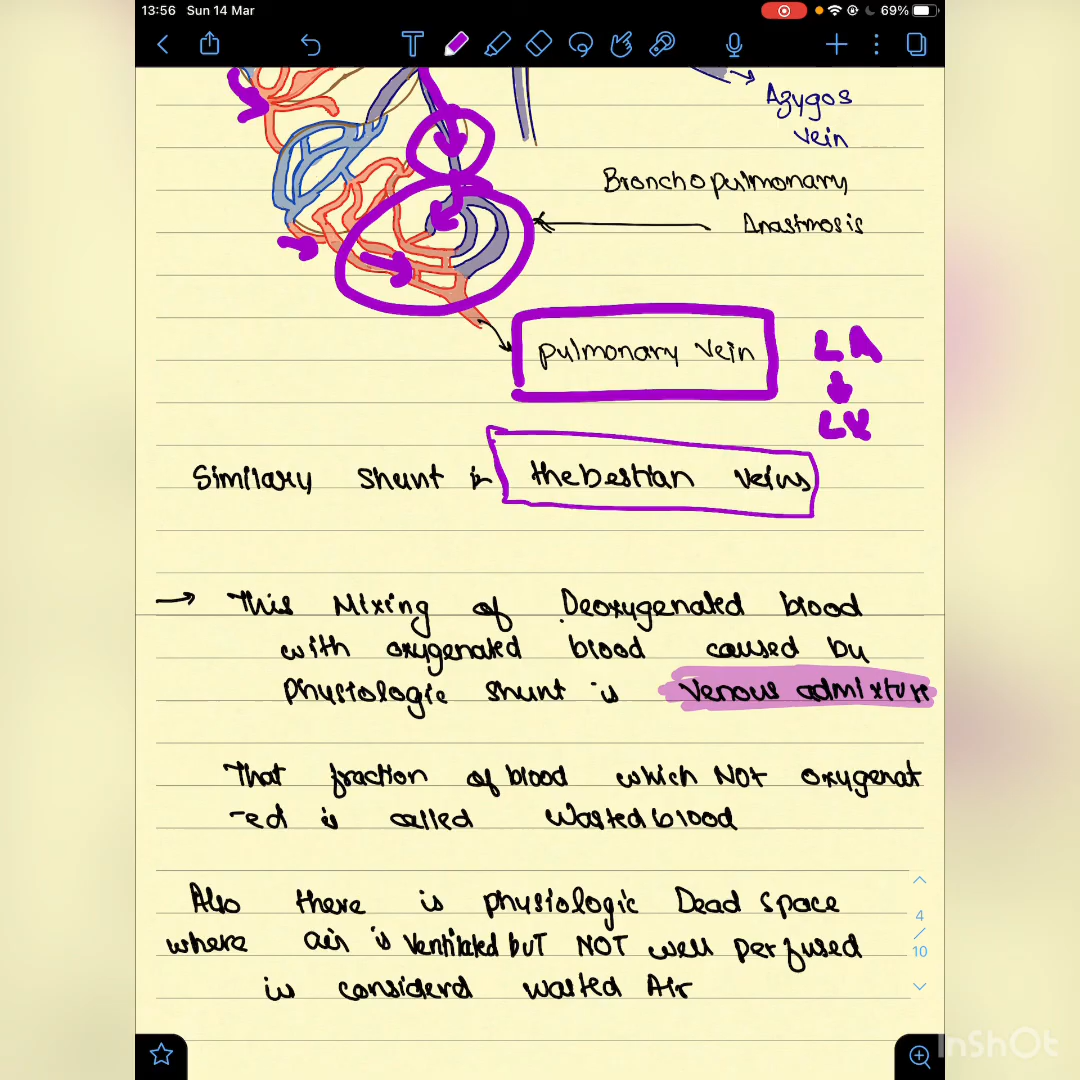 13:56 Sun 14 Mar
69%
Azygos
vein
Bronchopulmonary
Anastmosis
pulmonary vein
LA
LV
Similary shunt in thebestian veins
→ This Mixing of Deoxygenated blood
with oxygenated blood caused by
physiologic shunt is venous admixture
That fraction of blood which NOT oxygenat
-ed is called Wasted blood
Also there is physiologic Dead space
where air is ventilated but NOT well perfused
is considerd wasted Air
4
/
10
InShOt